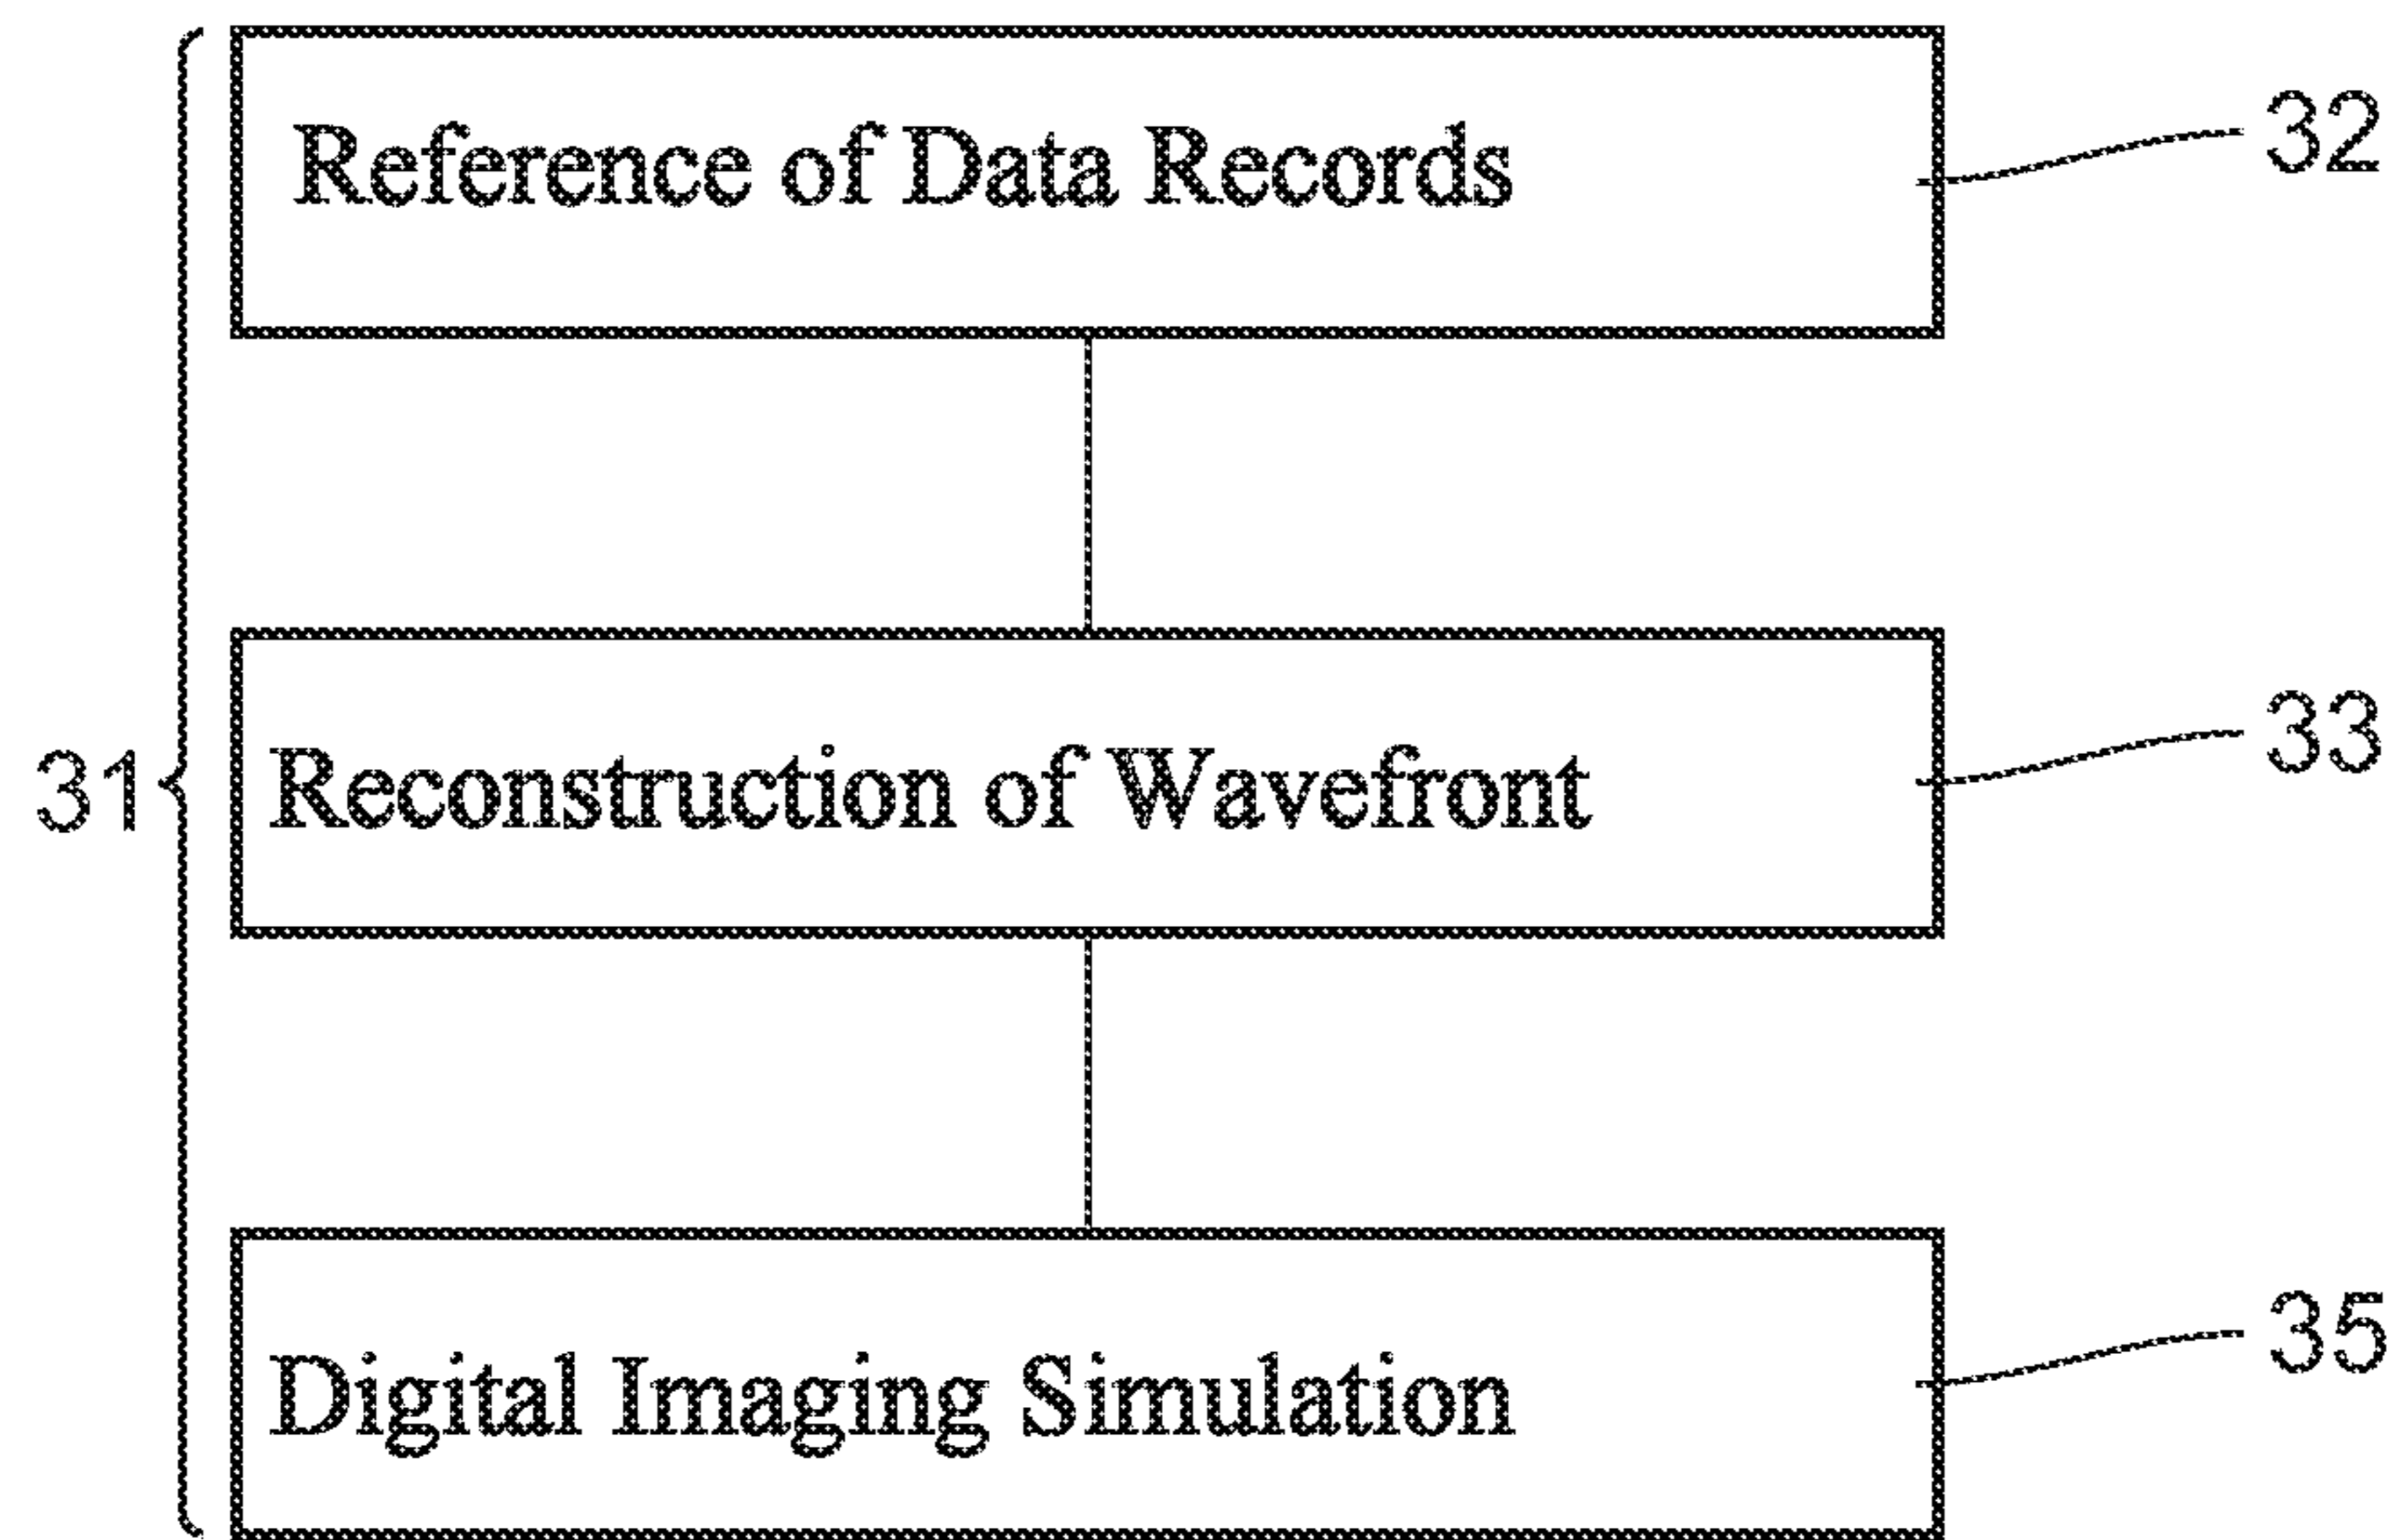 Reference of Data Records
32
31
Reconstruction of Wavefront
33
Digital Imaging Simulation
35